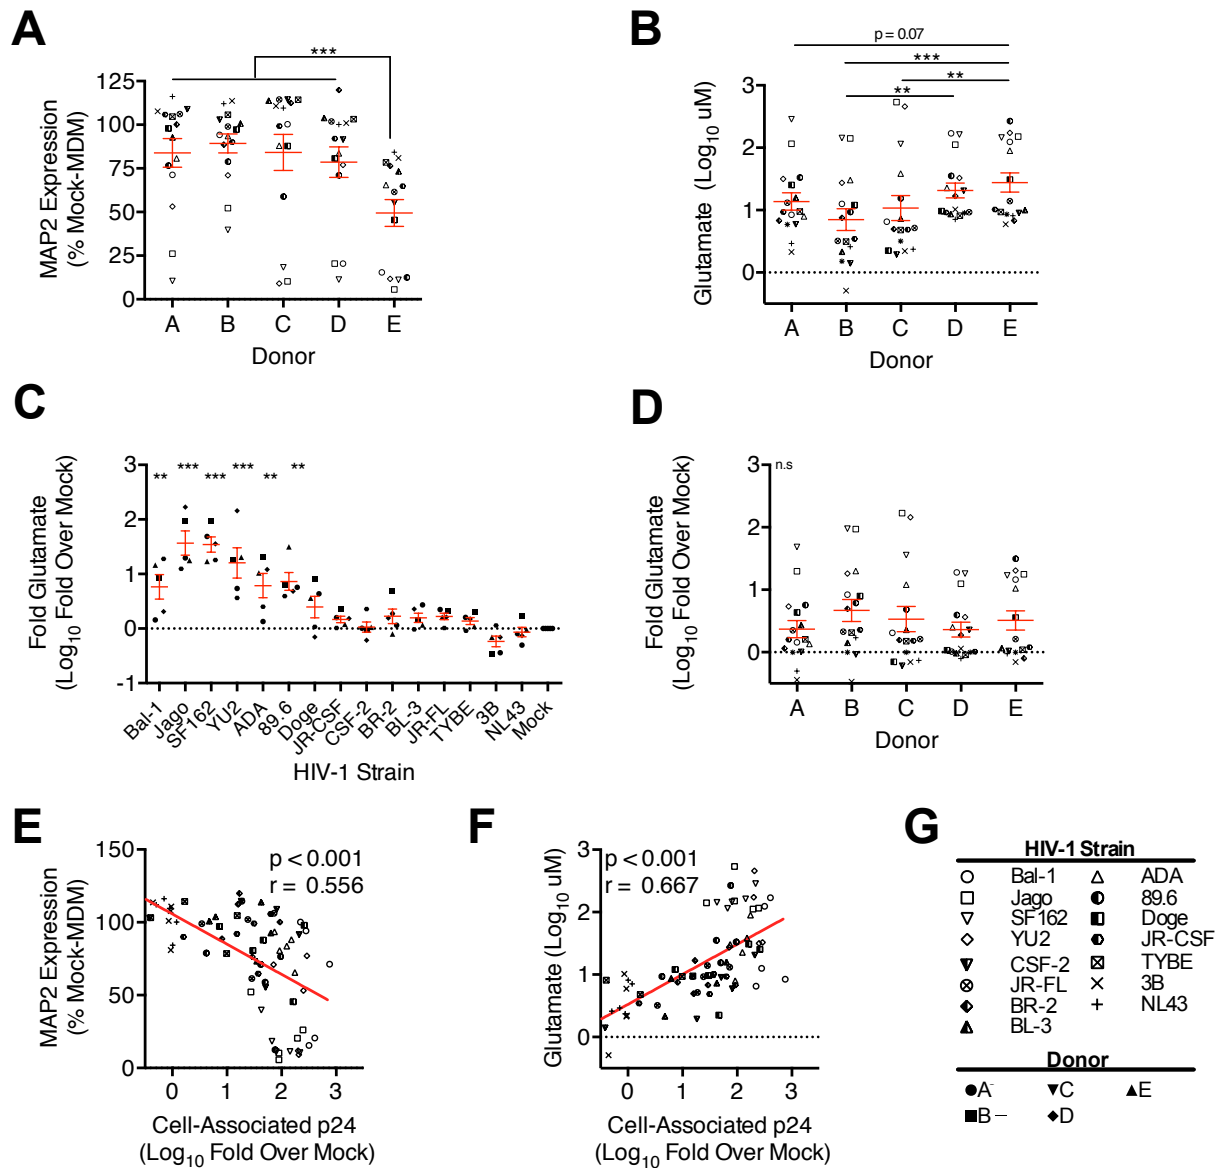 A
***
MAP2 Expression
(% Mock-MDM)
125
100
75
50
25
0
A B C D E
Donor
B
p = 0.07
***
**
**
Glutamate (Log10 uM)
3
2
1
0
A B C D E
Donor
C
** *** *** *** ** **
Fold Glutamate
(Log10 Fold Over Mock)
3
2
1
0
-1
Bal-1 Jago SF162 YU2 ADA 89.6 Doge JR-CSF CSF-2 BR-2 BL-3 JR-FL TYBE 3B NL43 Mock
HIV-1 Strain
D
n.s
Fold Glutamate
(Log10 Fold Over Mock)
3
2
1
0
A B C D E
Donor
E
p < 0.001
r = 0.556
MAP2 Expression
(% Mock-MDM)
150
100
50
0
0 1 2 3
Cell-Associated p24
(Log10 Fold Over Mock)
F
p < 0.001
r = 0.667
Glutamate (Log10 uM)
3
2
1
0
0 1 2 3
Cell-Associated p24
(Log10 Fold Over Mock)
G
HIV-1 Strain
Bal-1 ADA
Jago 89.6
SF162 Doge
YU2 JR-CSF
CSF-2 TYBE
JR-FL 3B
BR-2 NL43
BL-3
Donor
A C E
B D